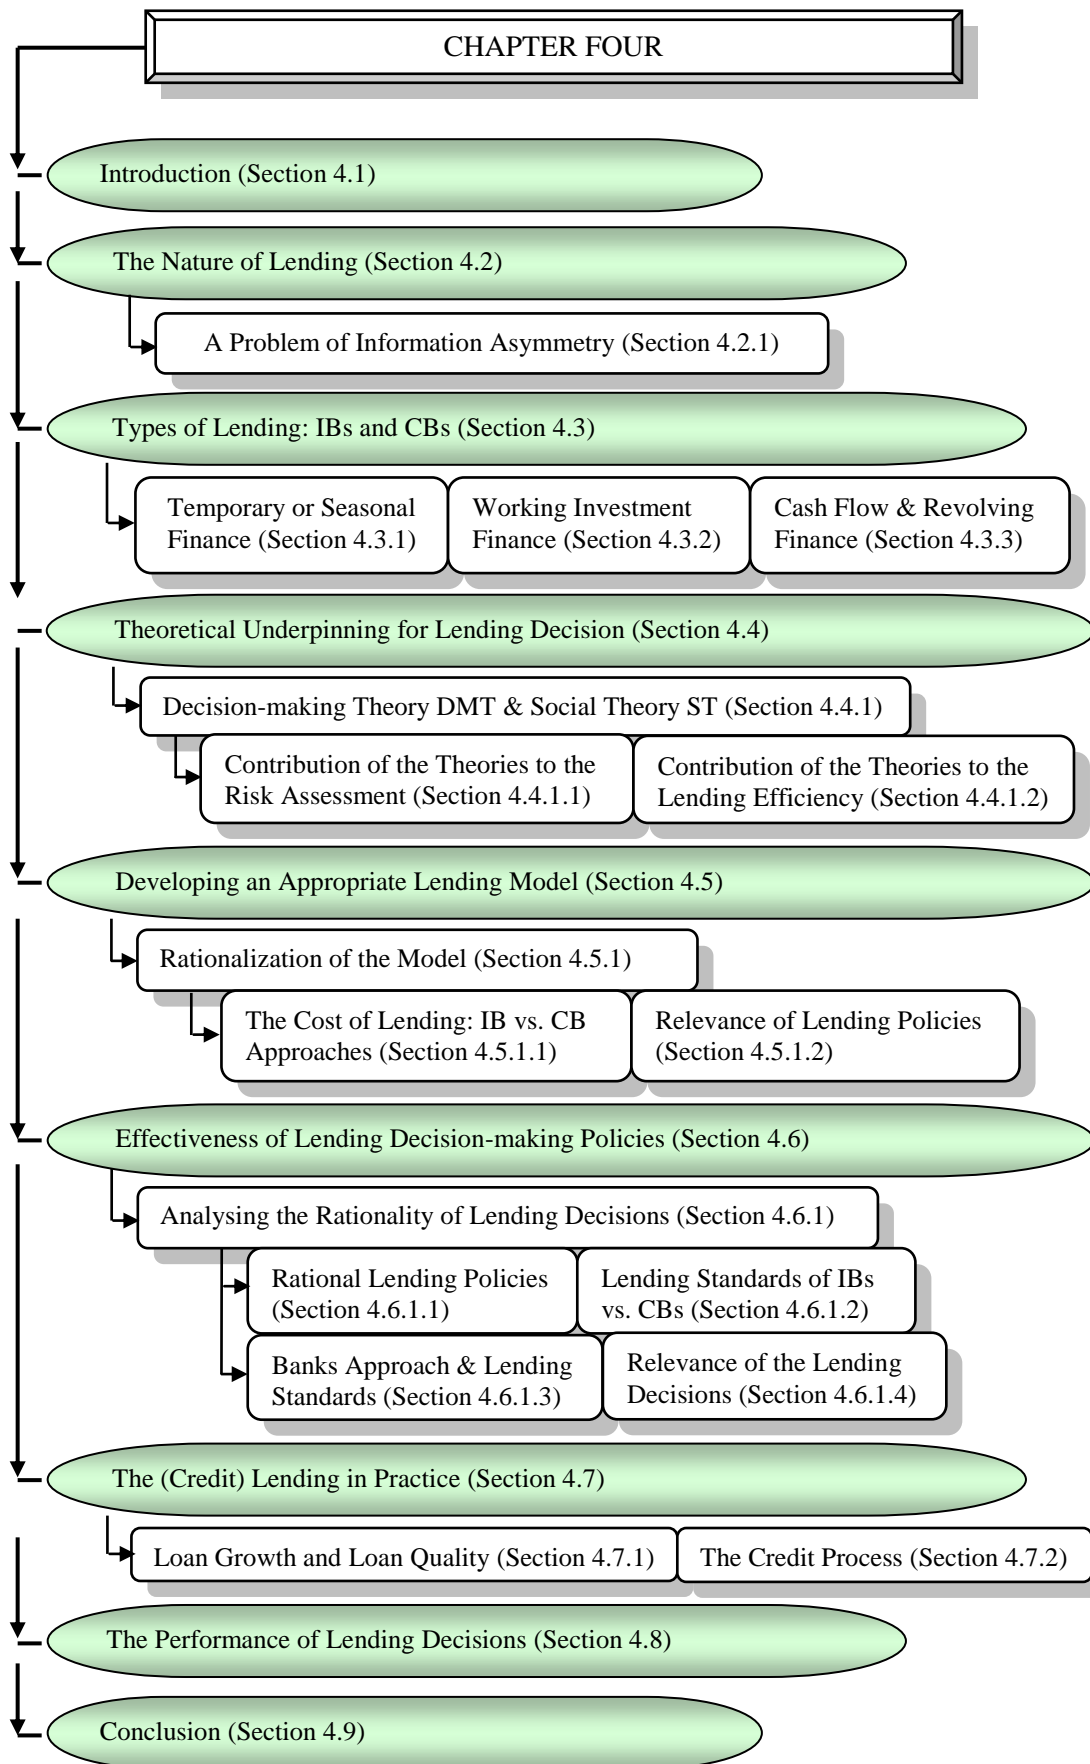 CHAPTER FOUR
Introduction (Section 4.1)
The Nature of Lending (Section 4.2)
A Problem of Information Asymmetry (Section 4.2.1)
Types of Lending: IBs and CBs (Section 4.3)
Temporary or Seasonal
Finance (Section 4.3.1)
Working Investment
Finance (Section 4.3.2)
Cash Flow & Revolving
Finance (Section 4.3.3)
Theoretical Underpinning for Lending Decision (Section 4.4)
Decision-making Theory DMT & Social Theory ST (Section 4.4.1)
Contribution of the Theories to the
Risk Assessment (Section 4.4.1.1)
Contribution of the Theories to the
Lending Efficiency (Section 4.4.1.2)
Developing an Appropriate Lending Model (Section 4.5)
Rationalization of the Model (Section 4.5.1)
The Cost of Lending: IB vs. CB
Approaches (Section 4.5.1.1)
Relevance of Lending Policies
(Section 4.5.1.2)
Effectiveness of Lending Decision-making Policies (Section 4.6)
Analysing the Rationality of Lending Decisions (Section 4.6.1)
Rational Lending Policies
(Section 4.6.1.1)
Lending Standards of IBs
vs. CBs (Section 4.6.1.2)
Banks Approach & Lending
Standards (Section 4.6.1.3)
Relevance of the Lending
Decisions (Section 4.6.1.4)
The (Credit) Lending in Practice (Section 4.7)
Loan Growth and Loan Quality (Section 4.7.1)
The Credit Process (Section 4.7.2)
The Performance of Lending Decisions (Section 4.8)
Conclusion (Section 4.9)